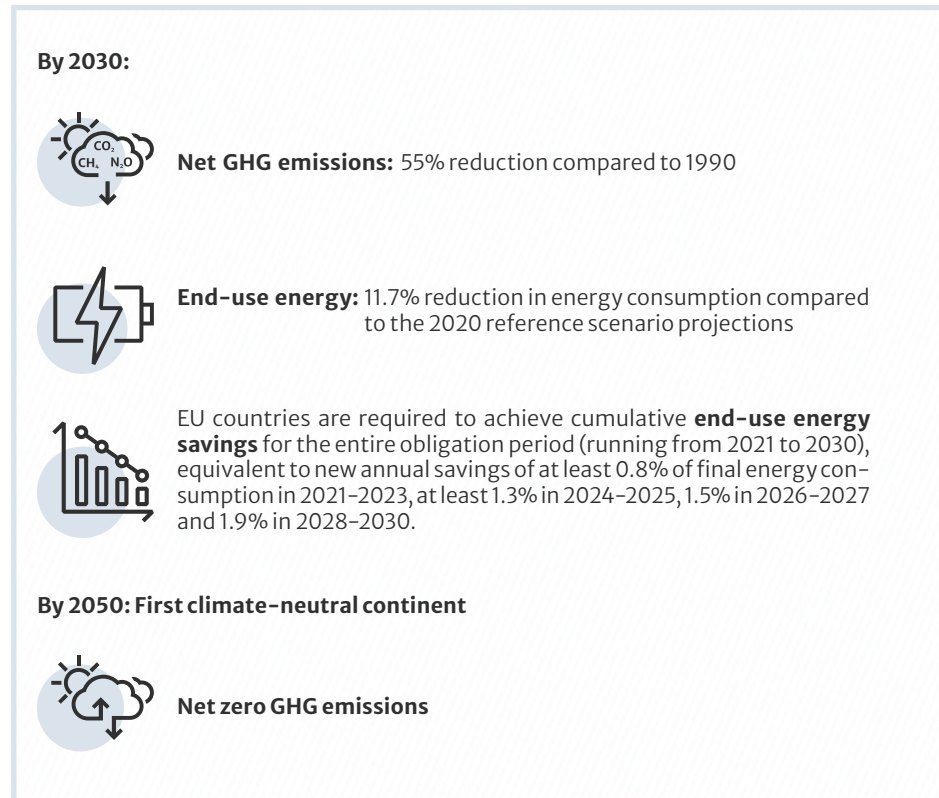 By 2030:
CO₂
CH₄ N₂O
Net GHG emissions: 55% reduction compared to 1990
End-use energy: 11.7% reduction in energy consumption compared
to the 2020 reference scenario projections
EU countries are required to achieve cumulative end-use energy
savings for the entire obligation period (running from 2021 to 2030),
equivalent to new annual savings of at least 0.8% of final energy con-
sumption in 2021-2023, at least 1.3% in 2024-2025, 1.5% in 2026-2027
and 1.9% in 2028-2030.
By 2050: First climate-neutral continent
Net zero GHG emissions